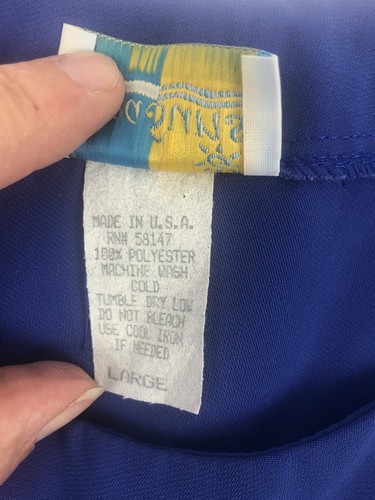 MADE IN U.S.A.
RN# 58147
100% POLYESTER
MACHINE WASH
COLD
TUMBLE DRY LOW
DO NOT BLEACH
USE COOL IRON
IF NEEDED
LARGE